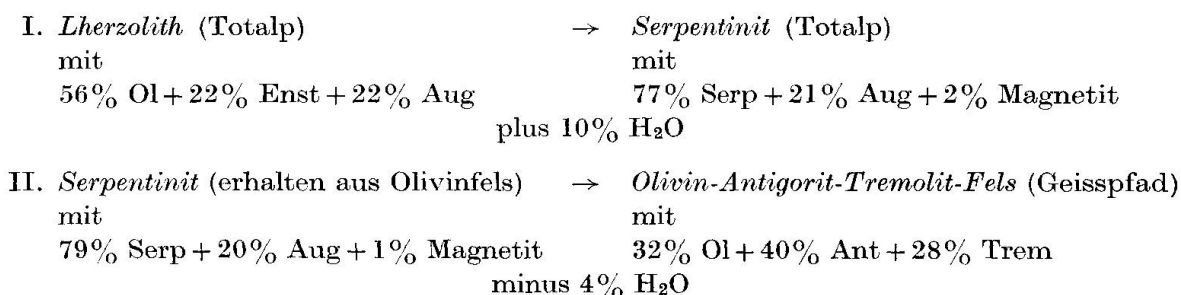 I. Lherzolith (Totalp) → Serpentinit (Totalp)
mit mit
56% Ol + 22% Enst + 22% Aug 77% Serp + 21% Aug + 2% Magnetit
plus 10% H₂O
II. Serpentinit (erhalten aus Olivinfels) → Olivin-Antigorit-Tremolit-Fels (Geisspfad)
mit mit
79% Serp + 20% Aug + 1% Magnetit 32% Ol + 40% Ant + 28% Trem
minus 4% H₂O